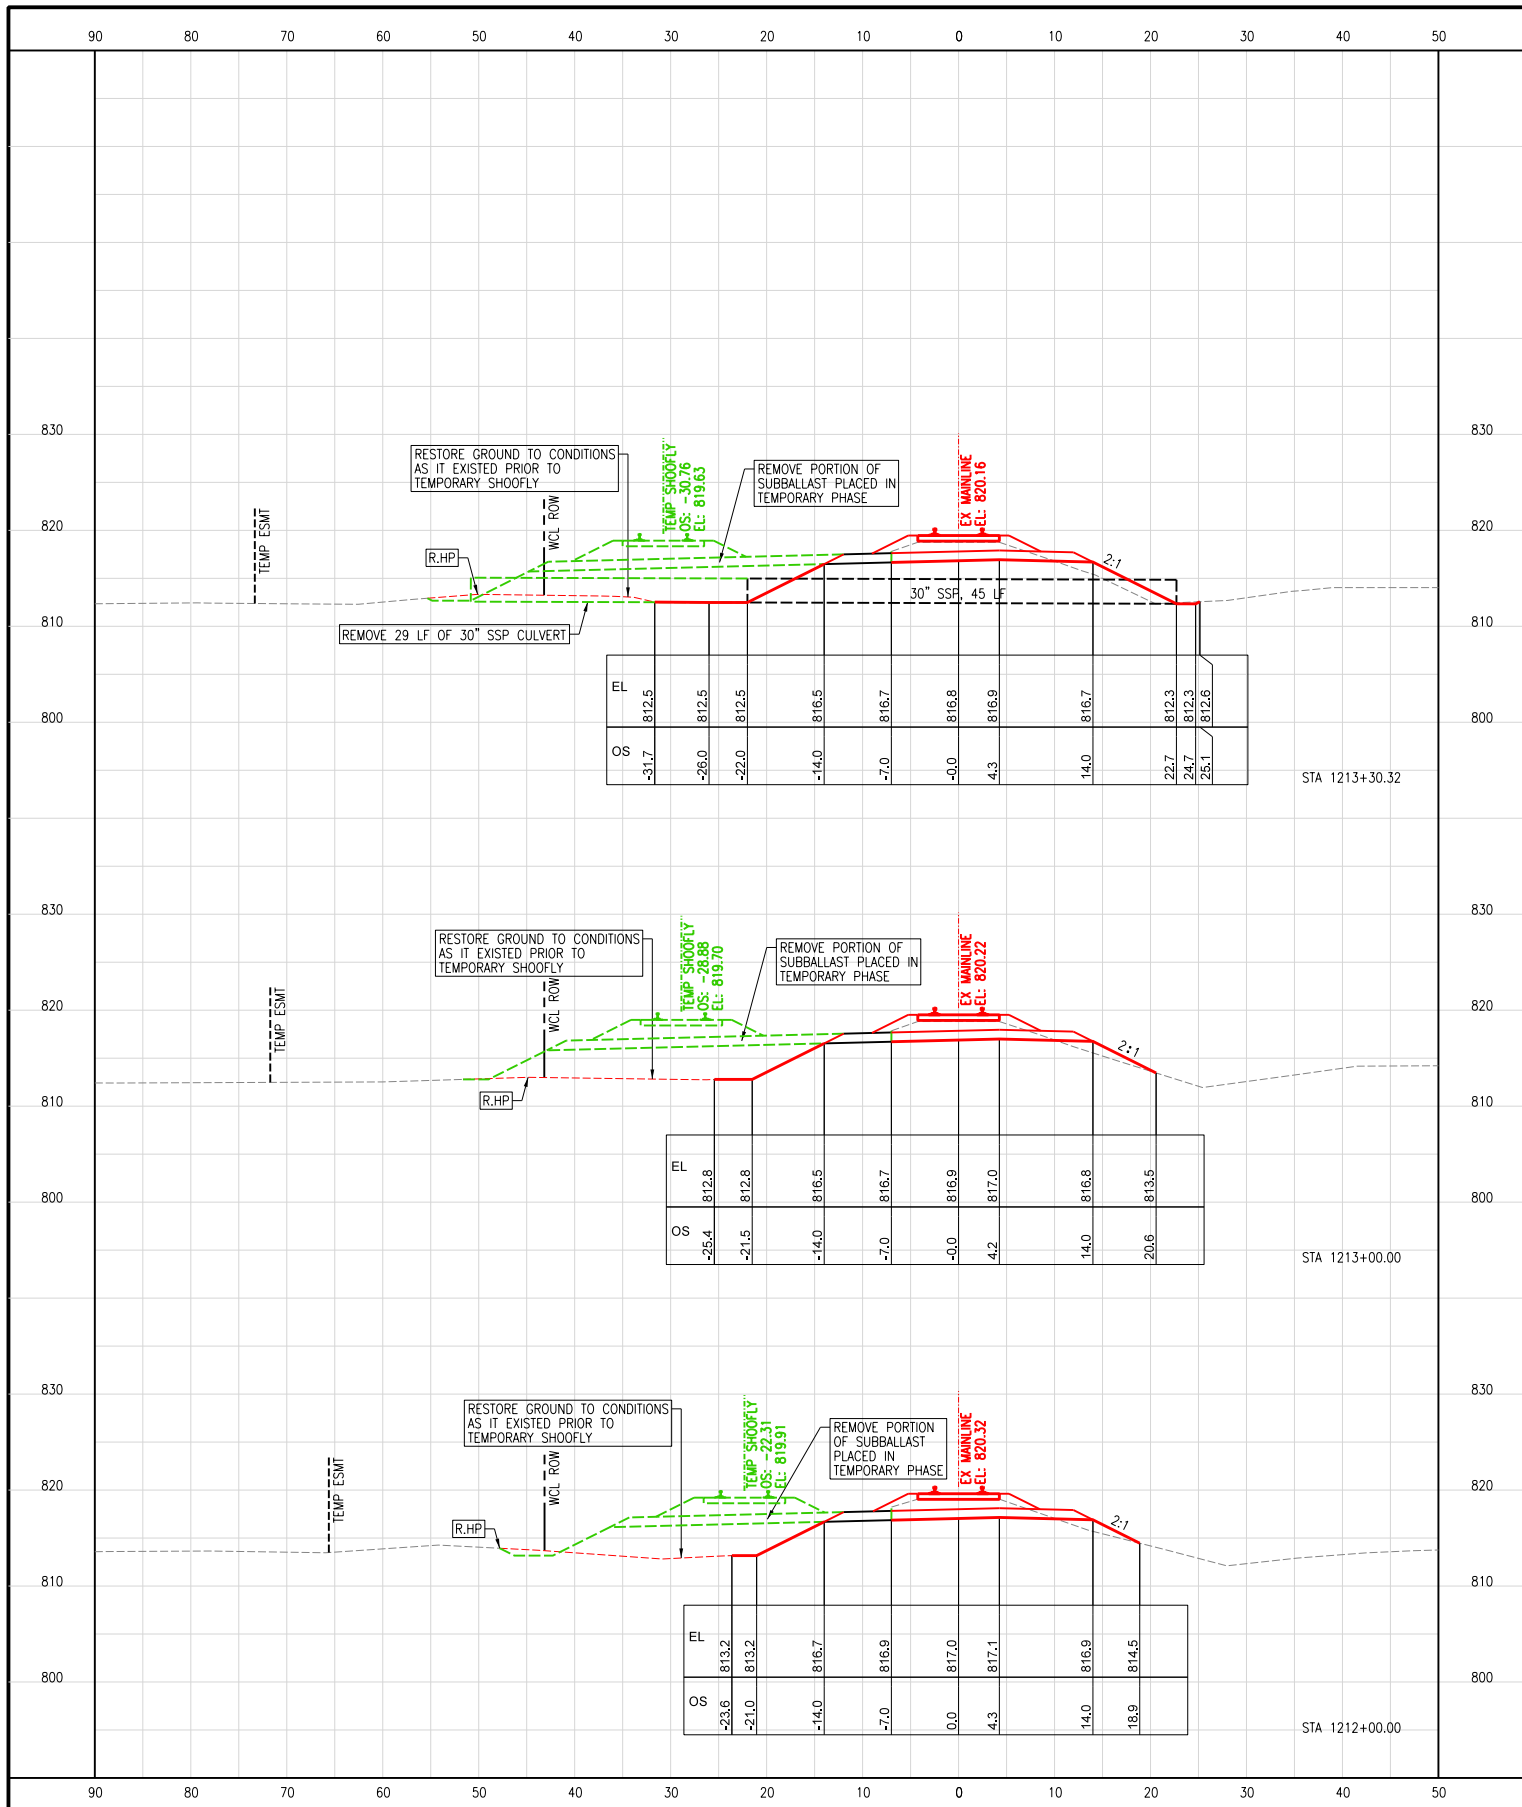 90 80 70 60 50 40 30 20 10 0 10 20 30 40 50
830 830
RESTORE GROUND TO CONDITIONS
AS IT EXISTED PRIOR TO
TEMPORARY SHOOFLY
TEMP SHOOFLY
OS: -30.76
EL: 819.63
REMOVE PORTION OF
SUBBALLAST PLACED IN
TEMPORARY PHASE
EX MAINLINE
EL: 820.16
820 820
TEMP ESMT
WCL ROW
R.HP
2:1
30" SSP, 45 LF
810 810
REMOVE 29 LF OF 30" SSP CULVERT
EL 812.5 812.5 812.5 816.5 816.7 816.8 816.9 816.7 812.3 812.3 812.6
800 800
OS -31.7 -26.0 -22.0 -14.0 -7.0 -0.0 4.3 14.0 22.7 24.7 25.1
STA 1213+30.32
830 830
RESTORE GROUND TO CONDITIONS
AS IT EXISTED PRIOR TO
TEMPORARY SHOOFLY
TEMP SHOOFLY
OS: -28.88
EL: 819.70
REMOVE PORTION OF
SUBBALLAST PLACED IN
TEMPORARY PHASE
EX MAINLINE
EL: 820.22
820 820
TEMP ESMT
WCL ROW
2:1
R.HP
810 810
EL 812.8 812.8 816.5 816.7 816.9 817.0 816.8 813.5
800 800
OS -25.4 -21.5 -14.0 -7.0 -0.0 4.2 14.0 20.6
STA 1213+00.00
830 830
RESTORE GROUND TO CONDITIONS
AS IT EXISTED PRIOR TO
TEMPORARY SHOOFLY
TEMP SHOOFLY
OS: -22.31
EL: 819.91
REMOVE PORTION
OF SUBBALLAST
PLACED IN
TEMPORARY PHASE
EX MAINLINE
EL: 820.32
820 820
TEMP ESMT
WCL ROW
R.HP
2:1
810 810
EL 813.2 813.2 816.7 816.9 817.0 817.1 816.9 814.5
800 800
OS -23.6 -21.0 -14.0 -7.0 0.0 4.3 14.0 18.9
STA 1212+00.00
90 80 70 60 50 40 30 20 10 0 10 20 30 40 50